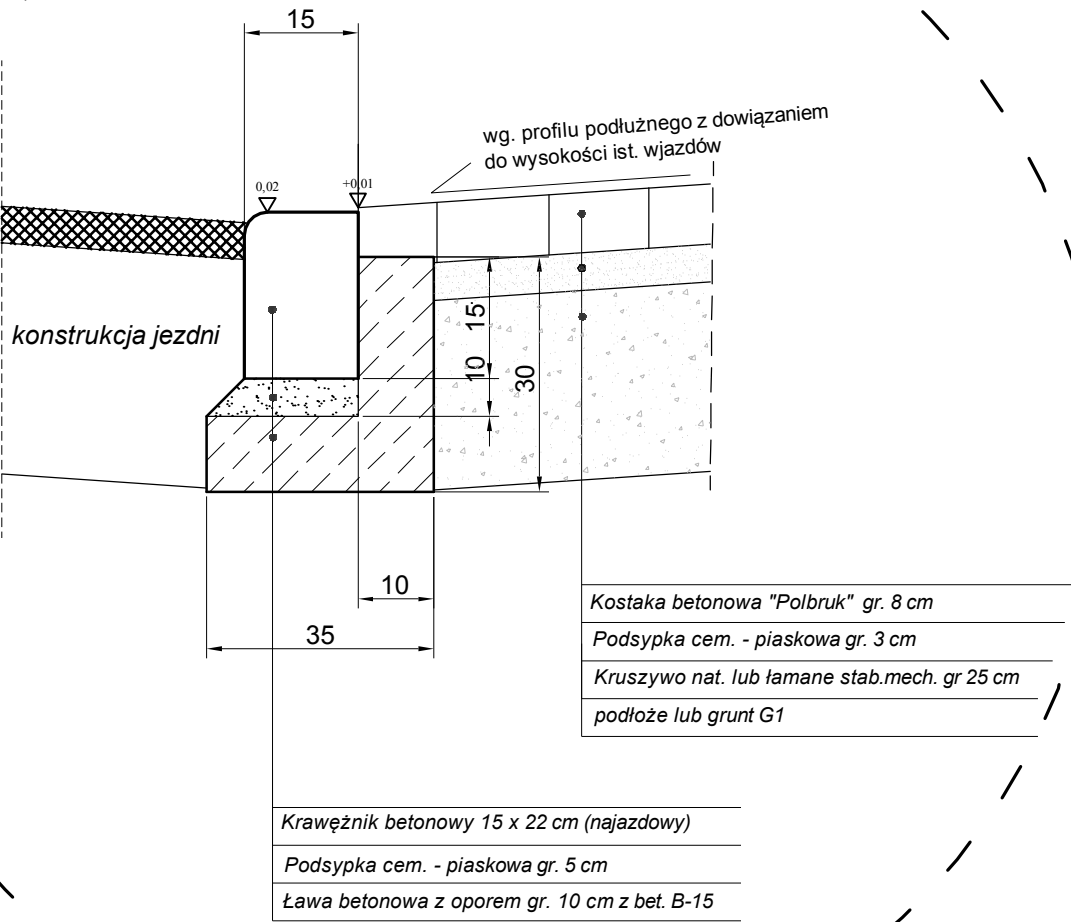 15
wg. profilu podłużnego z dowiązaniem
do wysokości ist. wjazdów
0,02
+0,01
konstrukcja jezdni
15
10
30
10
35
Kostaka betonowa "Polbruk" gr. 8 cm
Podsypka cem. - piaskowa gr. 3 cm
Kruszywo nat. lub łamane stab.mech. gr 25 cm
podłoże lub grunt G1
Krawężnik betonowy 15 x 22 cm (najazdowy)
Podsypka cem. - piaskowa gr. 5 cm
Ława betonowa z oporem gr. 10 cm z bet. B-15